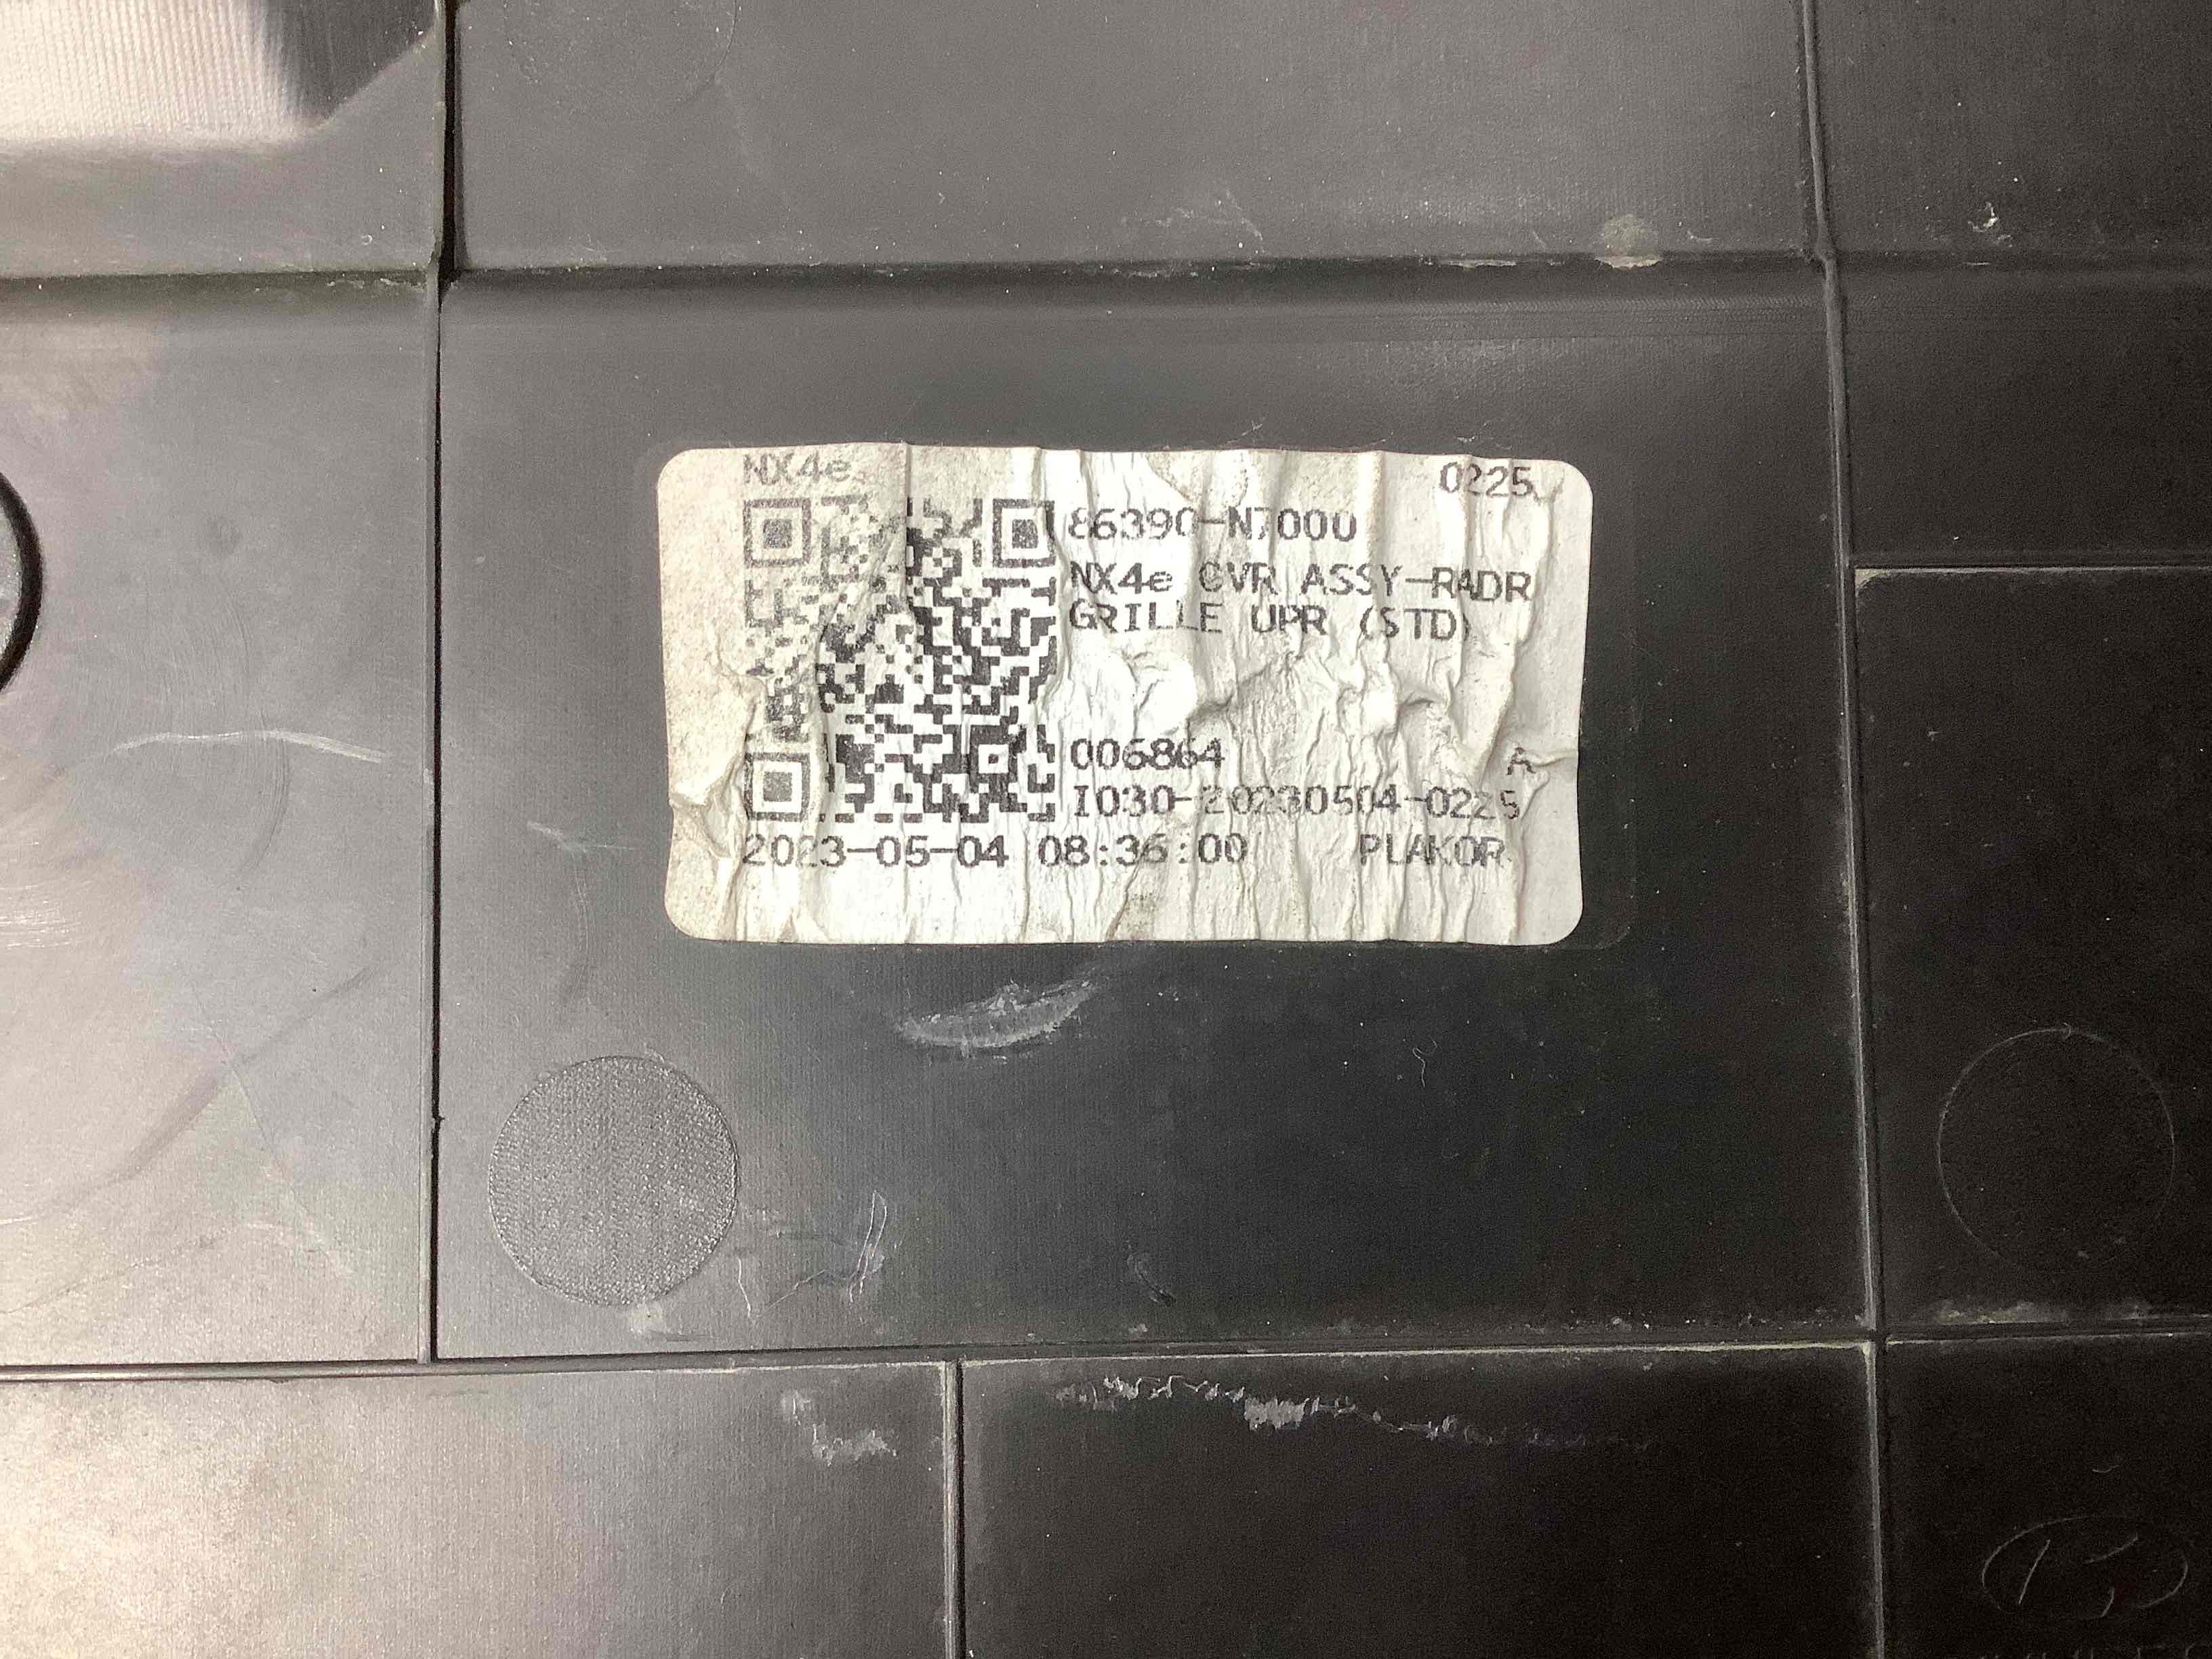 NX4e 0225
86390-N7000
NX4e CVR ASSY-RADR
GRILLE UPR (STD)
006864 A
I030-20230504-0225
2023-05-04 08:36:00 PLAKOR